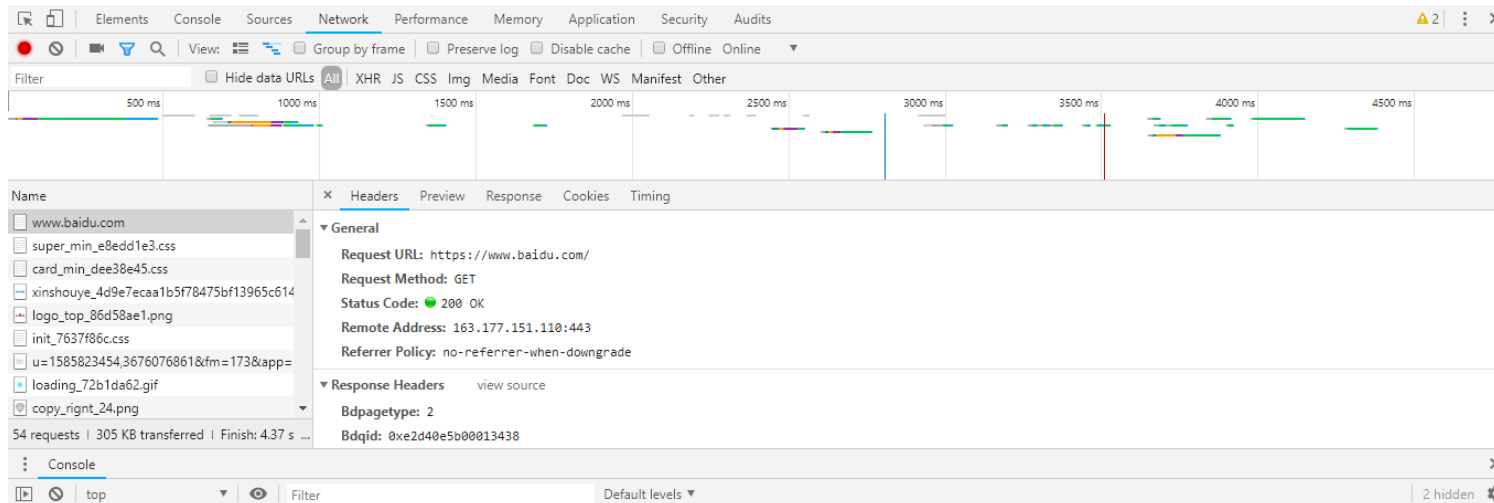 Elements Console Sources Network Performance Memory Application Security Audits 2
View: Group by frame Preserve log Disable cache Offline Online
Filter Hide data URLs All XHR JS CSS Img Media Font Doc WS Manifest Other
500 ms 1000 ms 1500 ms 2000 ms 2500 ms 3000 ms 3500 ms 4000 ms 4500 ms
Name
www.baidu.com
super_min_e8edd1e3.css
card_min_dee38e45.css
xinshouye_4d9e7ecaa1b5f78475bf13965c614
logo_top_86d58ae1.png
init_7637f86c.css
u=1585823454,3676076861&fm=173&app=
loading_72b1da62.gif
copy_rignt_24.png
54 requests | 305 KB transferred | Finish: 4.37 s ...
× Headers Preview Response Cookies Timing
General
Request URL: https://www.baidu.com/
Request Method: GET
Status Code: 200 OK
Remote Address: 163.177.151.110:443
Referrer Policy: no-referrer-when-downgrade
Response Headers view source
Bdpagetype: 2
Bdqid: 0xe2d40e5b00013438
Console
top Filter Default levels 2 hidden